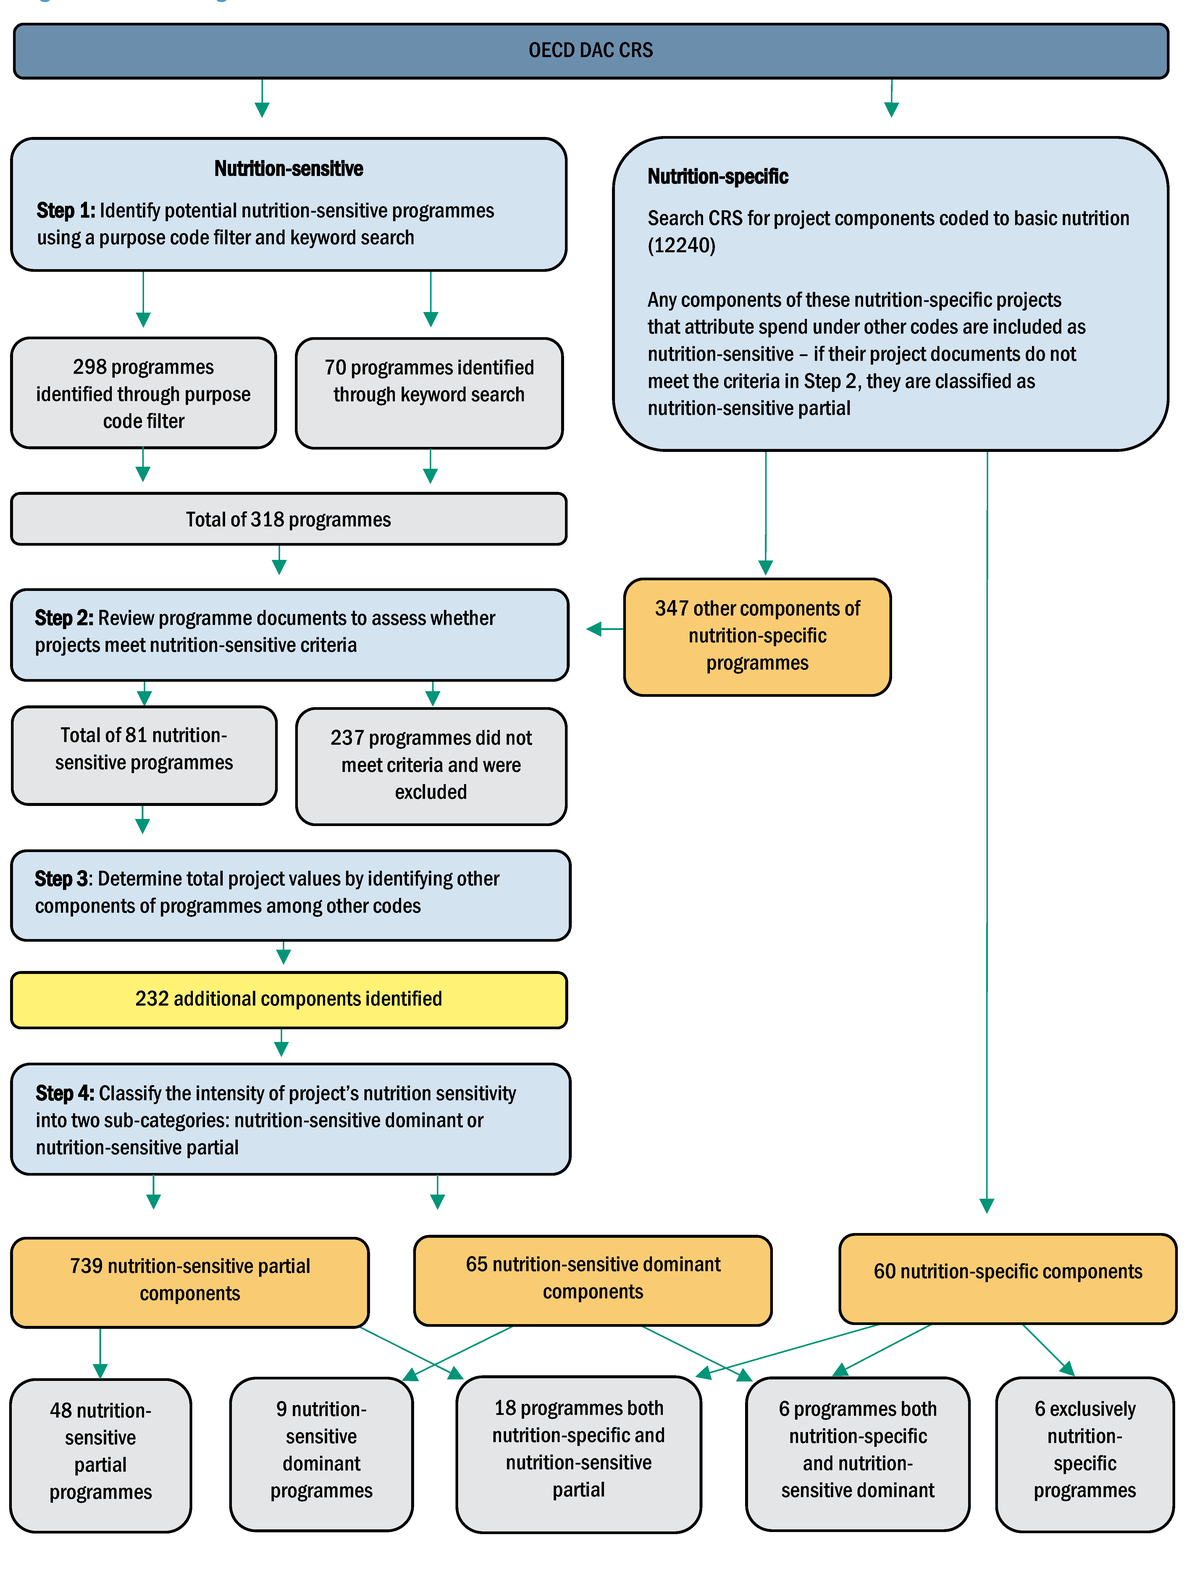 OECD DAC CRS
Nutrition-sensitive
Step 1: Identify potential nutrition-sensitive programmes
using a purpose code filter and keyword search
Nutrition-specific
Search CRS for project components coded to basic nutrition
(12240)
Any components of these nutrition-specific projects
that attribute spend under other codes are included as
nutrition-sensitive – if their project documents do not
meet the criteria in Step 2, they are classified as
nutrition-sensitive partial
298 programmes
identified through purpose
code filter
70 programmes identified
through keyword search
Total of 318 programmes
Step 2: Review programme documents to assess whether
projects meet nutrition-sensitive criteria
347 other components of
nutrition-specific
programmes
Total of 81 nutrition-
sensitive programmes
237 programmes did not
meet criteria and were
excluded
Step 3: Determine total project values by identifying other
components of programmes among other codes
232 additional components identified
Step 4: Classify the intensity of project's nutrition sensitivity
into two sub-categories: nutrition-sensitive dominant or
nutrition-sensitive partial
739 nutrition-sensitive partial
components
65 nutrition-sensitive dominant
components
60 nutrition-specific components
48 nutrition-
sensitive
partial
programmes
9 nutrition-
sensitive
dominant
programmes
18 programmes both
nutrition-specific and
nutrition-sensitive
partial
6 programmes both
nutrition-specific
and nutrition-
sensitive dominant
6 exclusively
nutrition-
specific
programmes